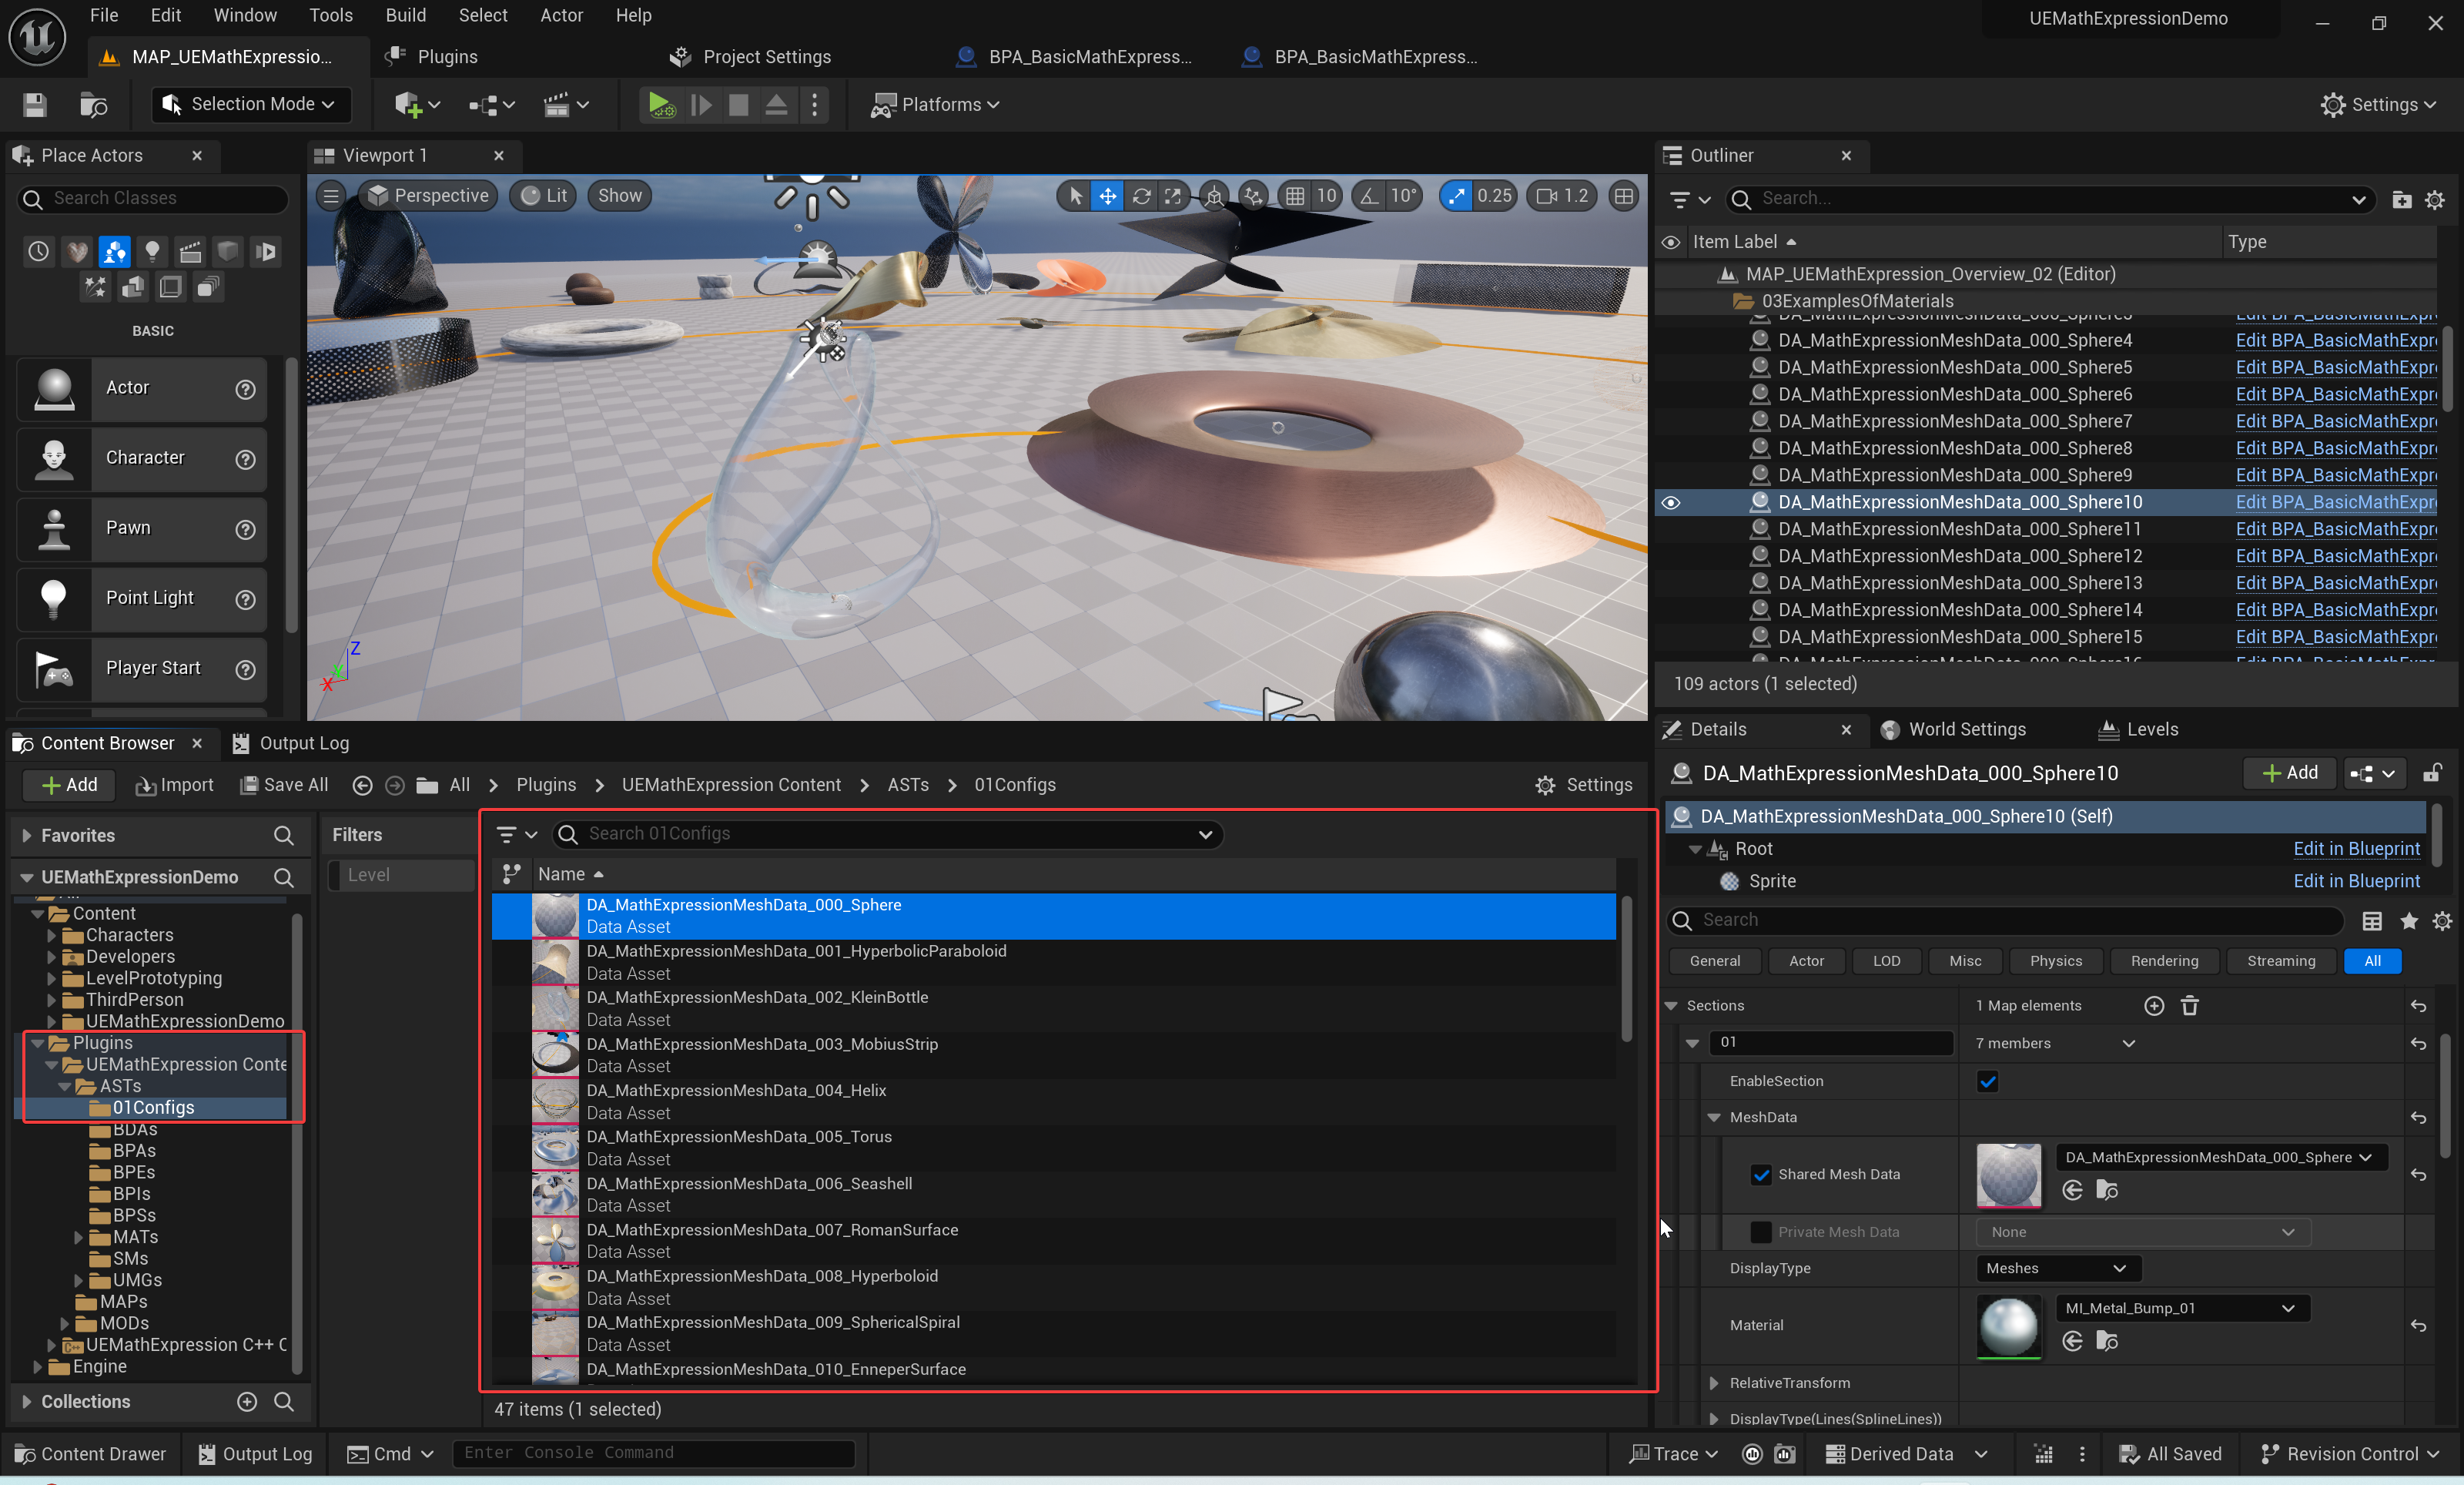 File Edit Window Tools Build Select Actor Help
UEMathExpressionDemo
MAP_UEMathExpressio... Plugins Project Settings BPA_BasicMathExpress... BPA_BasicMathExpress...
Selection Mode Platforms Settings
Place Actors
Search Classes
BASIC
Actor
Character
Pawn
Point Light
Player Start
Viewport 1
Perspective Lit Show 10 10° 0.25 1.2
Z
X
Outliner
Search...
Item Label Type
MAP_UEMathExpression_Overview_02 (Editor)
03ExamplesOfMaterials
DA_MathExpressionMeshData_000_Sphere3 Edit BPA_BasicMathExpr
DA_MathExpressionMeshData_000_Sphere4 Edit BPA_BasicMathExpr
DA_MathExpressionMeshData_000_Sphere5 Edit BPA_BasicMathExpr
DA_MathExpressionMeshData_000_Sphere6 Edit BPA_BasicMathExpr
DA_MathExpressionMeshData_000_Sphere7 Edit BPA_BasicMathExpr
DA_MathExpressionMeshData_000_Sphere8 Edit BPA_BasicMathExpr
DA_MathExpressionMeshData_000_Sphere9 Edit BPA_BasicMathExpr
DA_MathExpressionMeshData_000_Sphere10 Edit BPA_BasicMathExpr
DA_MathExpressionMeshData_000_Sphere11 Edit BPA_BasicMathExpr
DA_MathExpressionMeshData_000_Sphere12 Edit BPA_BasicMathExpr
DA_MathExpressionMeshData_000_Sphere13 Edit BPA_BasicMathExpr
DA_MathExpressionMeshData_000_Sphere14 Edit BPA_BasicMathExpr
DA_MathExpressionMeshData_000_Sphere15 Edit BPA_BasicMathExpr
109 actors (1 selected)
Content Browser Output Log
Add Import Save All All Plugins UEMathExpression Content ASTs 01Configs Settings
Favorites
UEMathExpressionDemo
Content
Characters
Developers
LevelPrototyping
ThirdPerson
UEMathExpressionDemo
Plugins
UEMathExpression Conte
ASTs
01Configs
BDAs
BPAs
BPEs
BPIs
BPSs
MATs
SMs
UMGs
MAPs
MODs
UEMathExpression C++ C
Engine
Collections
Filters
Level
Search 01Configs
Name
DA_MathExpressionMeshData_000_Sphere
Data Asset
DA_MathExpressionMeshData_001_HyperbolicParaboloid
Data Asset
DA_MathExpressionMeshData_002_KleinBottle
Data Asset
DA_MathExpressionMeshData_003_MobiusStrip
Data Asset
DA_MathExpressionMeshData_004_Helix
Data Asset
DA_MathExpressionMeshData_005_Torus
Data Asset
DA_MathExpressionMeshData_006_Seashell
Data Asset
DA_MathExpressionMeshData_007_RomanSurface
Data Asset
DA_MathExpressionMeshData_008_Hyperboloid
Data Asset
DA_MathExpressionMeshData_009_SphericalSpiral
Data Asset
DA_MathExpressionMeshData_010_EnneperSurface
47 items (1 selected)
Details World Settings Levels
DA_MathExpressionMeshData_000_Sphere10 Add
DA_MathExpressionMeshData_000_Sphere10 (Self)
Root Edit in Blueprint
Sprite Edit in Blueprint
Search
General Actor LOD Misc Physics Rendering Streaming All
Sections 1 Map elements
01 7 members
EnableSection
MeshData
Shared Mesh Data DA_MathExpressionMeshData_000_Sphere
Private Mesh Data None
DisplayType Meshes
Material MI_Metal_Bump_01
RelativeTransform
DisplayType(Lines(SplineLines))
Content Drawer Output Log Cmd Enter Console Command Trace Derived Data All Saved Revision Control